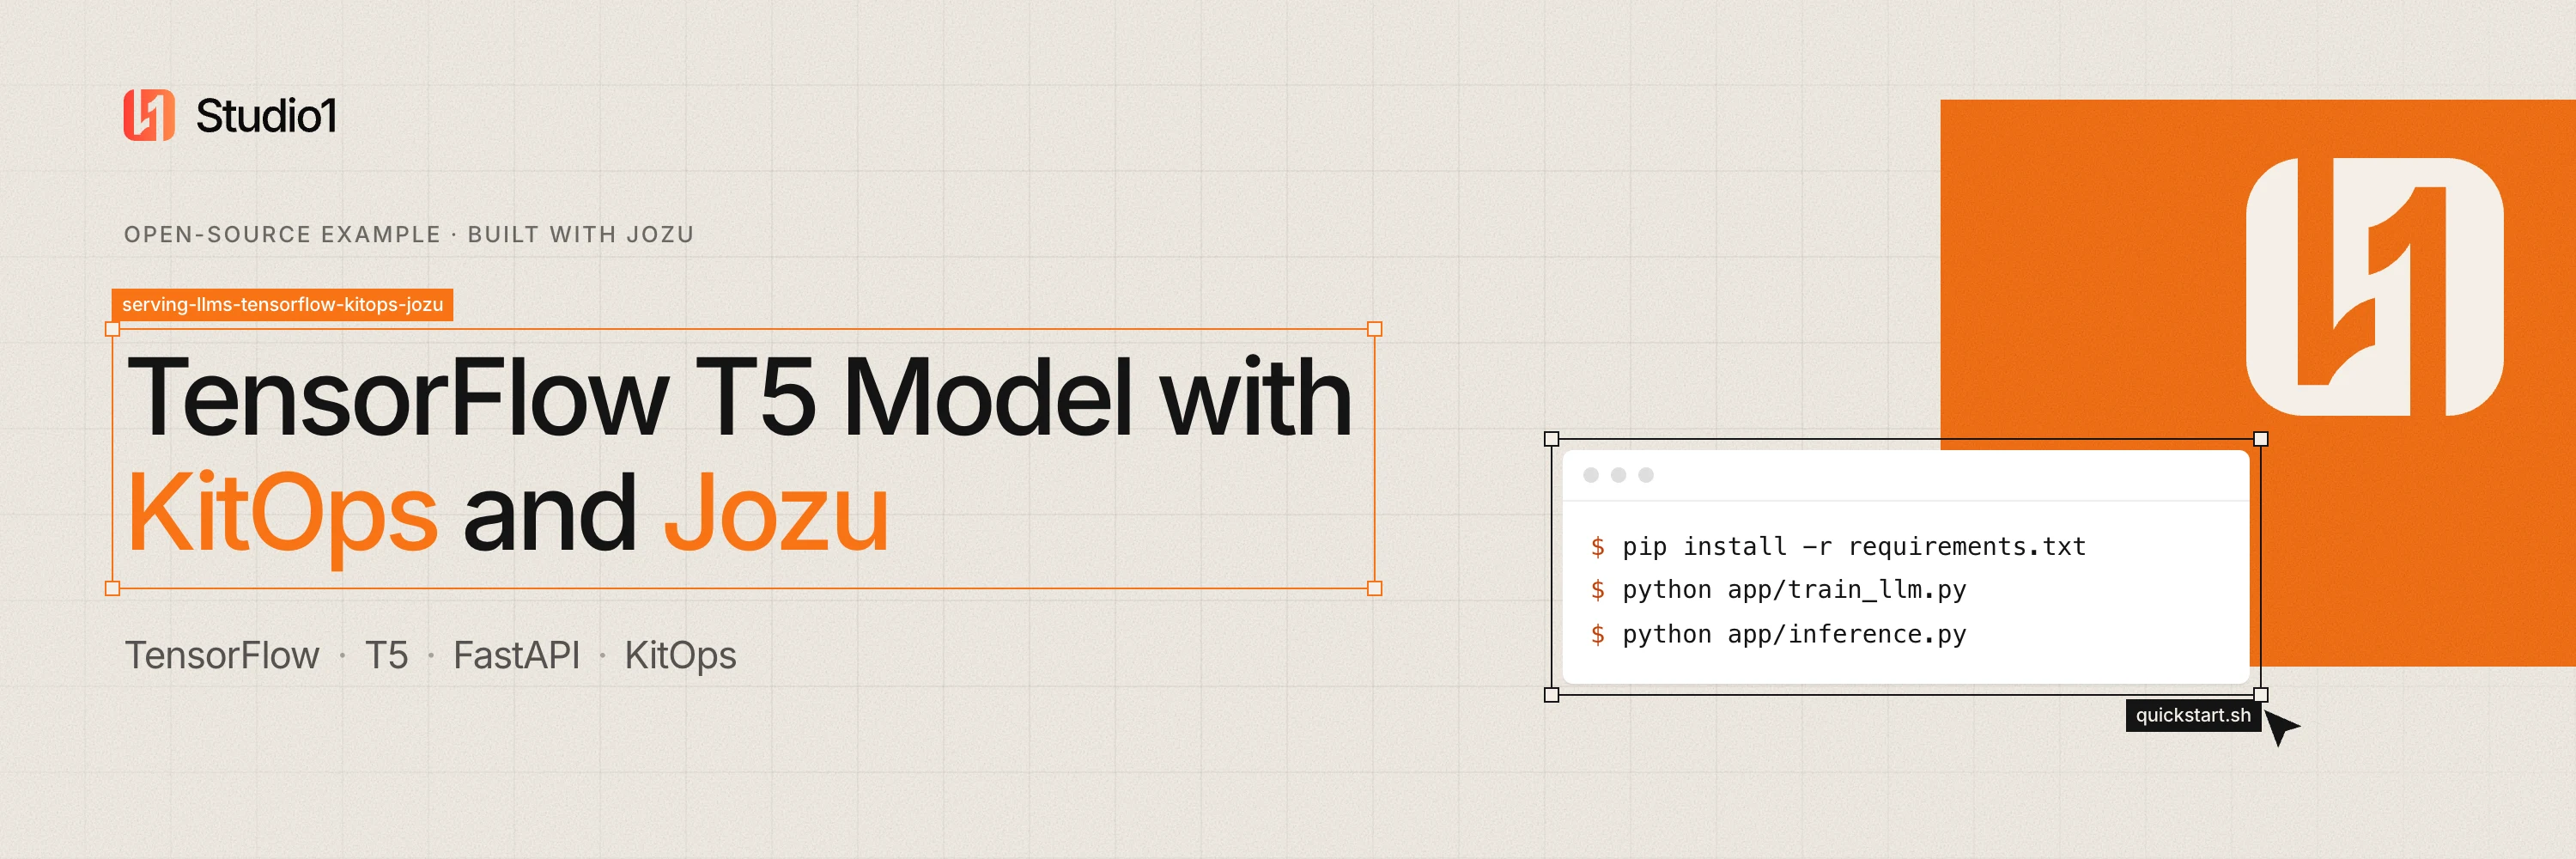 Studio1
OPEN-SOURCE EXAMPLE · BUILT WITH JOZU
serving-llms-tensorflow-kitops-jozu
TensorFlow T5 Model with
KitOps and Jozu
TensorFlow · T5 · FastAPI · KitOps
$ pip install -r requirements.txt
$ python app/train_llm.py
$ python app/inference.py
quickstart.sh